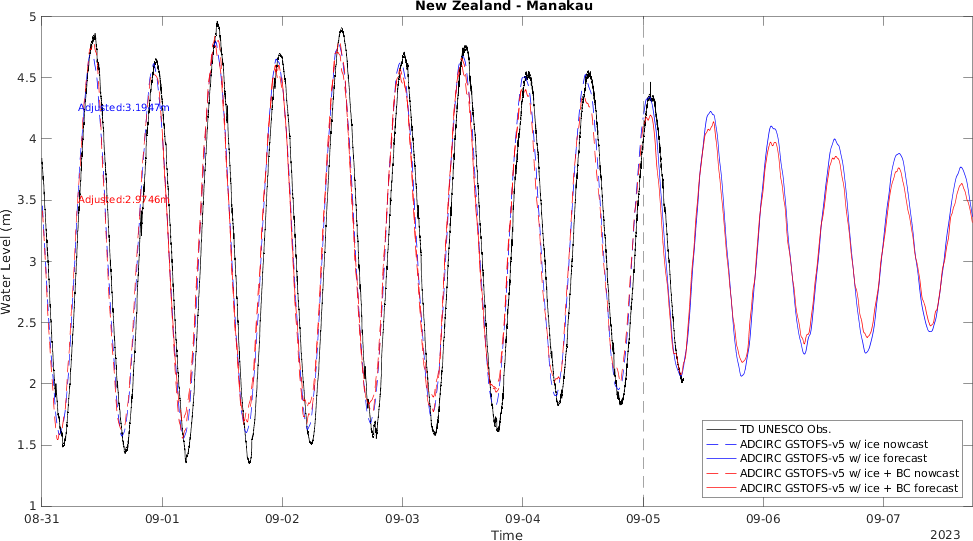 New Zealand - Manakau
5
4.5
4
3.5
3
2.5
2
1.5
1
Water Level (m)
Adjusted:3.1947m
Adjusted:2.9746m
TD UNESCO Obs.
ADCIRC GSTOFS-v5 w/ ice nowcast
ADCIRC GSTOFS-v5 w/ ice forecast
ADCIRC GSTOFS-v5 w/ ice + BC nowcast
ADCIRC GSTOFS-v5 w/ ice + BC forecast
08-31 09-01 09-02 09-03 09-04 09-05 09-06 09-07
Time
2023